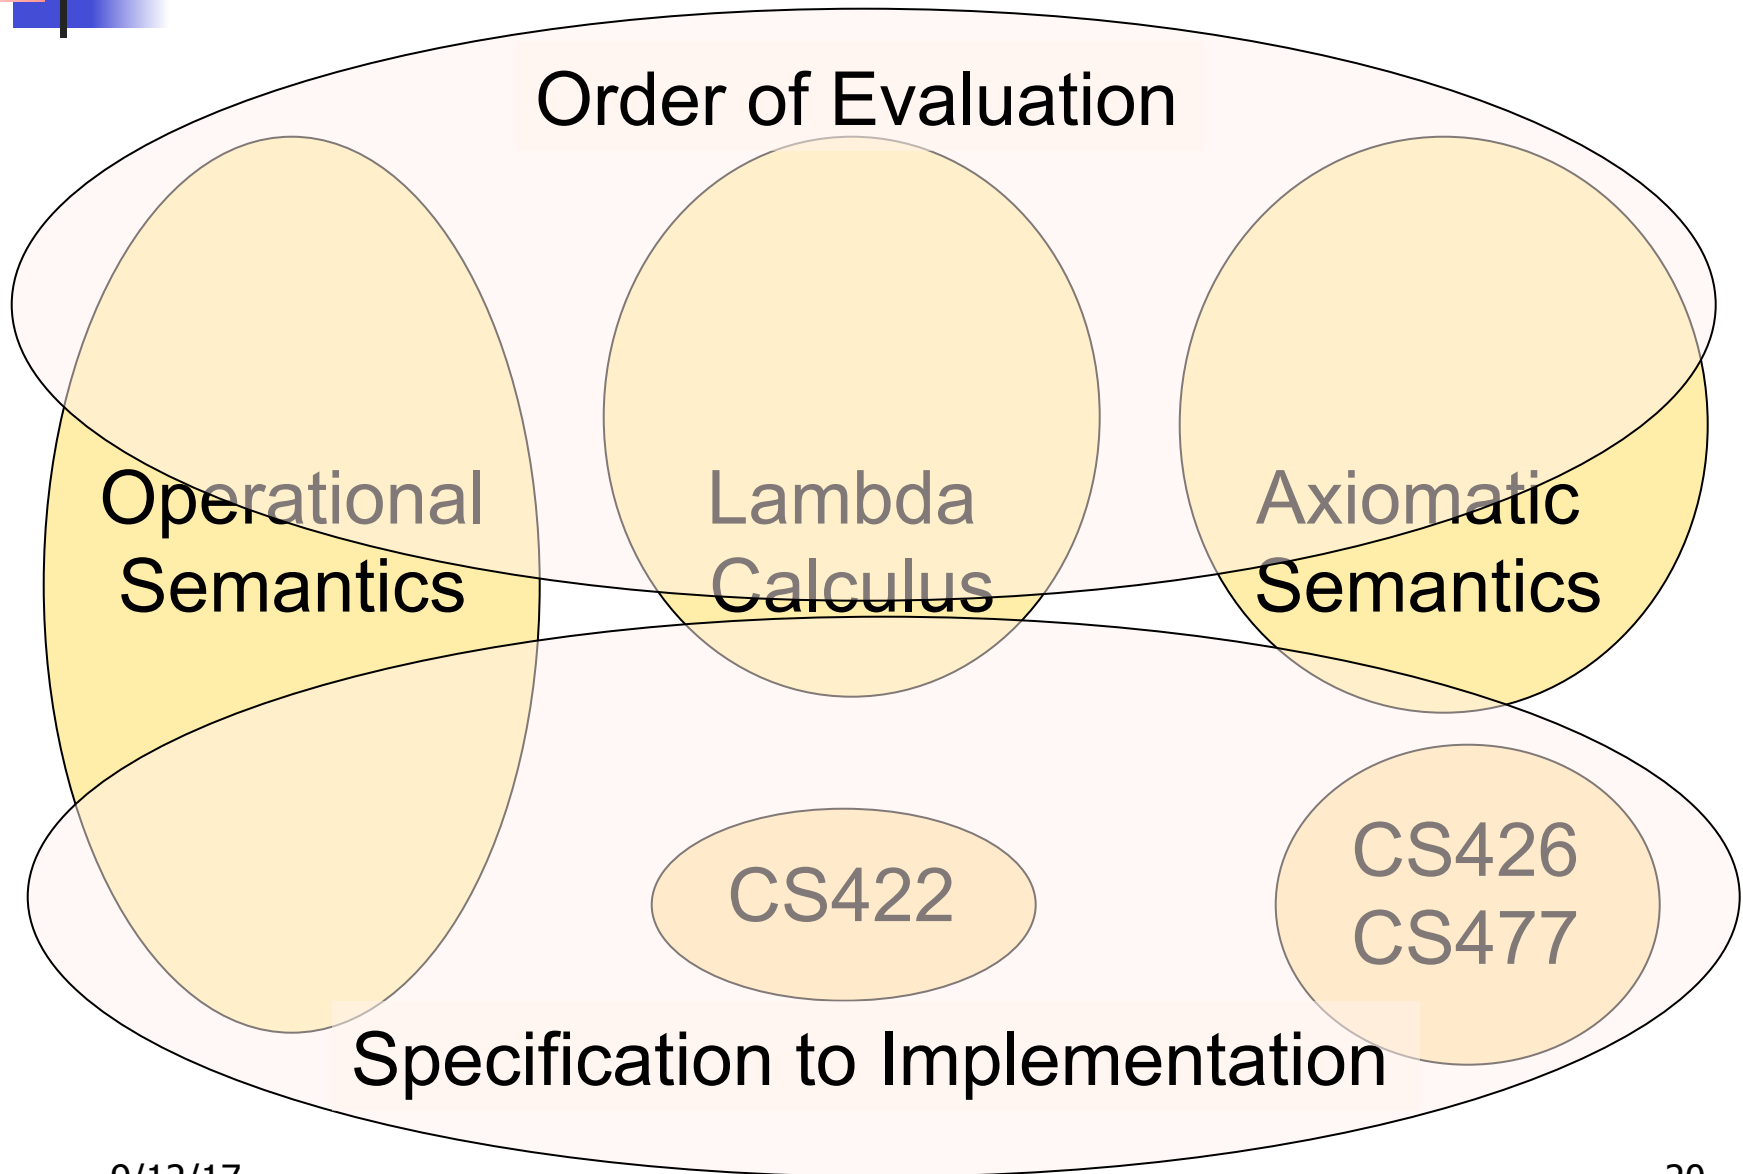 Order of Evaluation
Operational
Semantics
Lambda
Calculus
Axiomatic
Semantics
CS422
CS426
CS477
Specification to Implementation